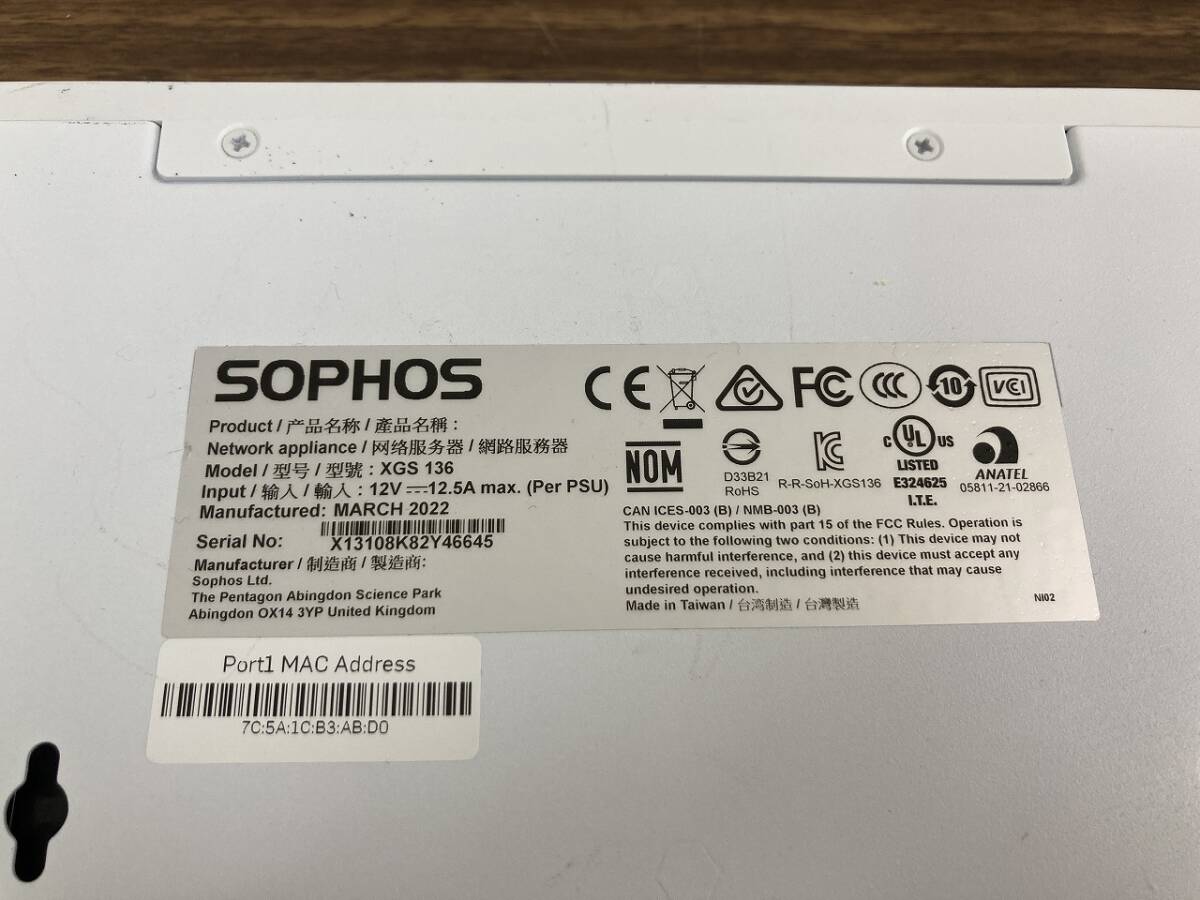 SOPHOS
Product / 产品名称 / 產品名稱 :
Network appliance / 网络服务器 / 網路服務器
Model / 型号 / 型號 : XGS 136
Input / 输入 / 輸入 : 12V ⎓ 12.5A max. (Per PSU)
Manufactured: MARCH 2022
Serial No: X13108K82Y46645
Manufacturer / 制造商 / 製造商:
Sophos Ltd.
The Pentagon Abingdon Science Park
Abingdon OX14 3YP United Kingdom
CE
FC
CCC
10
VCI
NOM
D33B21
RoHS
R-R-SoH-XGS136
C UL US
LISTED
E324625
I.T.E.
ANATEL
05811-21-02866
CAN ICES-003 (B) / NMB-003 (B)
This device complies with part 15 of the FCC Rules. Operation is
subject to the following two conditions: (1) This device may not
cause harmful interference, and (2) this device must accept any
interference received, including interference that may cause
undesired operation.
Made in Taiwan / 台湾制造 / 台灣製造
NI02
Port1 MAC Address
7C:5A:1C:B3:AB:D0